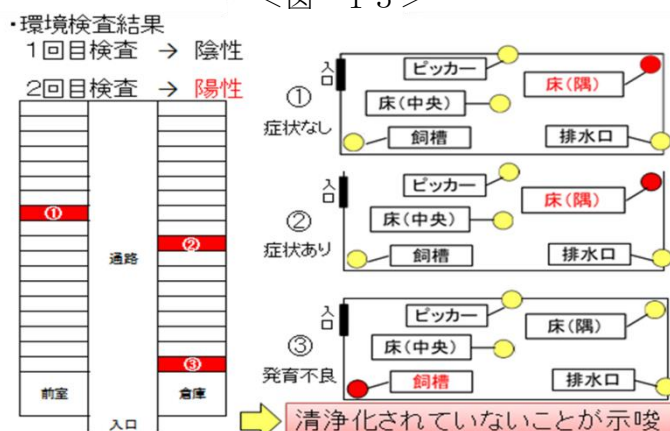 ＜図－１３＞
・環境検査結果
1回目検査 → 陰性
2回目検査 → 陽性
①
②
③
通路
前室
倉庫
入口
①
症状なし
入口
ピッカー
床(中央)
床(隅)
飼槽
排水口
②
症状あり
入口
ピッカー
床(中央)
床(隅)
飼槽
排水口
③
発育不良
入口
ピッカー
床(中央)
床(隅)
飼槽
排水口
清浄化されていないことが示唆